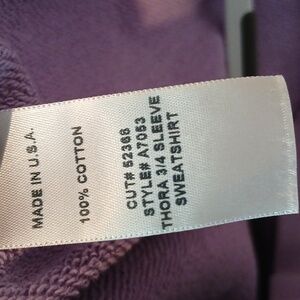 MADE IN U.S.A.
100% COTTON
CUT# 52368
STYLE# A7053
THORA 3/4 SLEEVE
SWEATSHIRT